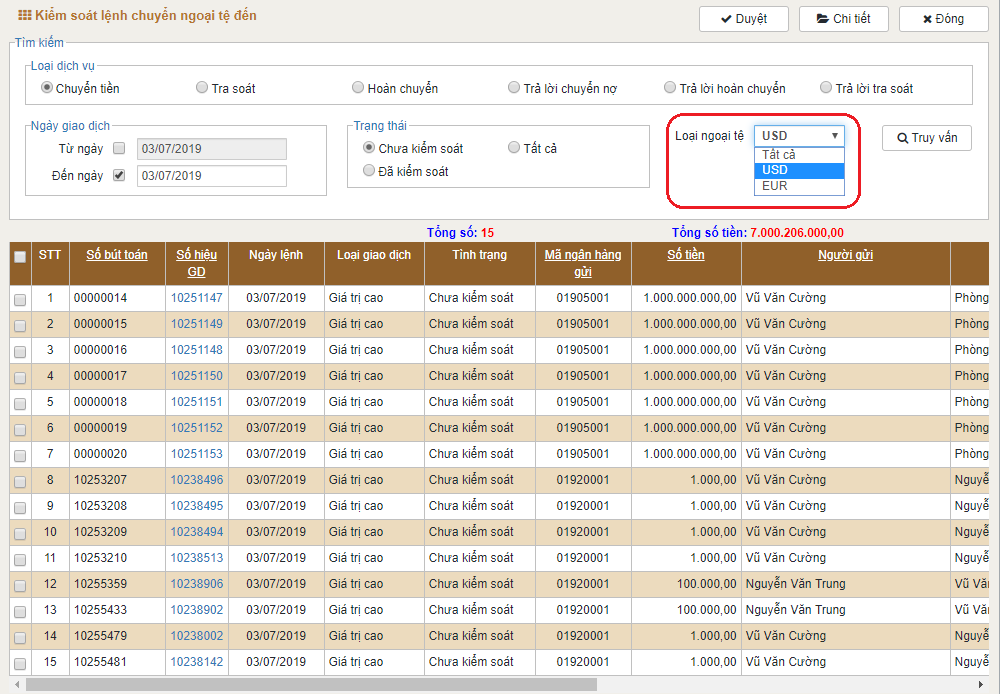 Kiểm soát lệnh chuyển ngoại tệ đến
Duyệt Chi tiết Đóng
Tìm kiếm
Loại dịch vụ
Chuyển tiền Tra soát Hoàn chuyển Trả lời chuyển nợ Trả lời hoàn chuyển Trả lời tra soát
Ngày giao dịch Trạng thái
Từ ngày 03/07/2019 Chưa kiểm soát Tất cả Loại ngoại tệ USD Truy vấn
Đến ngày 03/07/2019 Đã kiểm soát
Tất cả
USD
EUR
Tổng số: 15 Tổng số tiền: 7.000.206.000,00
STT Số bút toán Số hiệu GD Ngày lệnh Loại giao dịch Tình trạng Mã ngân hàng gửi Số tiền Người gửi
1 00000014 10251147 03/07/2019 Giá trị cao Chưa kiểm soát 01905001 1.000.000.000,00 Vũ Văn Cường Phòng
2 00000015 10251149 03/07/2019 Giá trị cao Chưa kiểm soát 01905001 1.000.000.000,00 Vũ Văn Cường Phòng
3 00000016 10251148 03/07/2019 Giá trị cao Chưa kiểm soát 01905001 1.000.000.000,00 Vũ Văn Cường Phòng
4 00000017 10251150 03/07/2019 Giá trị cao Chưa kiểm soát 01905001 1.000.000.000,00 Vũ Văn Cường Phòng
5 00000018 10251151 03/07/2019 Giá trị cao Chưa kiểm soát 01905001 1.000.000.000,00 Vũ Văn Cường Phòng
6 00000019 10251152 03/07/2019 Giá trị cao Chưa kiểm soát 01905001 1.000.000.000,00 Vũ Văn Cường Phòng
7 00000020 10251153 03/07/2019 Giá trị cao Chưa kiểm soát 01905001 1.000.000.000,00 Vũ Văn Cường Phòng
8 10253207 10238496 03/07/2019 Giá trị cao Chưa kiểm soát 01920001 1.000,00 Vũ Văn Cường Nguyễ
9 10253208 10238495 03/07/2019 Giá trị cao Chưa kiểm soát 01920001 1.000,00 Vũ Văn Cường Nguyễ
10 10253209 10238494 03/07/2019 Giá trị cao Chưa kiểm soát 01920001 1.000,00 Vũ Văn Cường Nguyễ
11 10253210 10238513 03/07/2019 Giá trị cao Chưa kiểm soát 01920001 1.000,00 Vũ Văn Cường Nguyễ
12 10255359 10238906 03/07/2019 Giá trị cao Chưa kiểm soát 01920001 100.000,00 Nguyễn Văn Trung Vũ Vă
13 10255433 10238902 03/07/2019 Giá trị cao Chưa kiểm soát 01920001 100.000,00 Nguyễn Văn Trung Vũ Vă
14 10255479 10238002 03/07/2019 Giá trị cao Chưa kiểm soát 01920001 1.000,00 Vũ Văn Cường Nguyễ
15 10255481 10238142 03/07/2019 Giá trị cao Chưa kiểm soát 01920001 1.000,00 Vũ Văn Cường Nguyễ